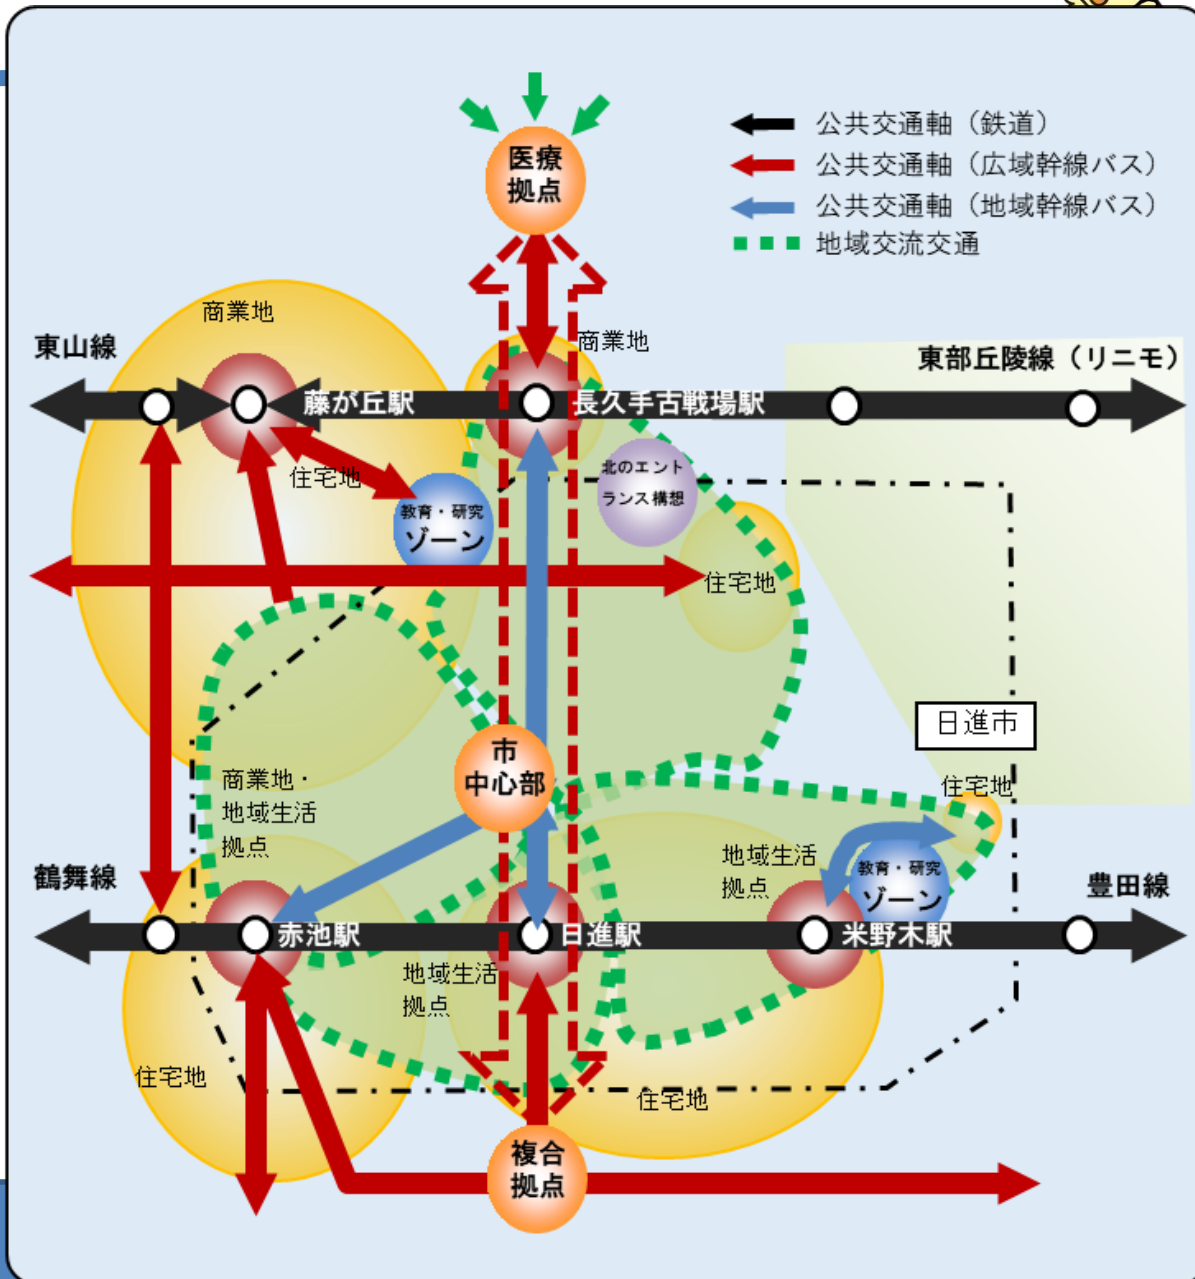 医療
拠点
公共交通軸（鉄道）
公共交通軸（広域幹線バス）
公共交通軸（地域幹線バス）
地域交流交通
商業地
商業地
東山線
東部丘陵線（リニモ）
藤が丘駅
長久手古戦場駅
住宅地
北のエント
ランス構想
教育・研究
ゾーン
住宅地
日進市
市
中心部
商業地・
地域生活
拠点
住宅地
地域生活
拠点
教育・研究
ゾーン
鶴舞線
豊田線
赤池駅
日進駅
米野木駅
地域生活
拠点
住宅地
住宅地
複合
拠点